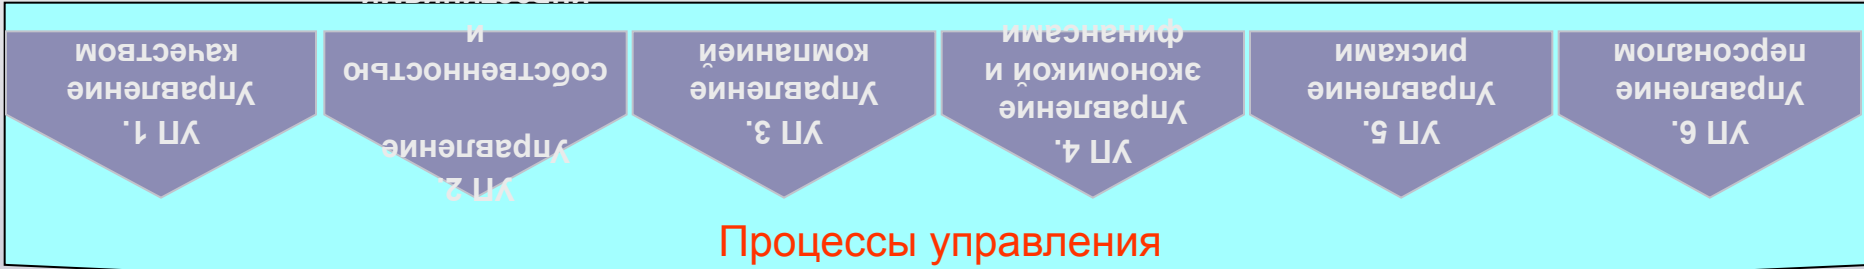 УП 1.
Управление
качеством
УП 2.
Управление
собственностью
и
УП 3.
Управление
компанией
УП 4.
Управление
экономикой и
финансами
УП 5.
Управление
рисками
УП 6.
Управление
персоналом
Процессы управления